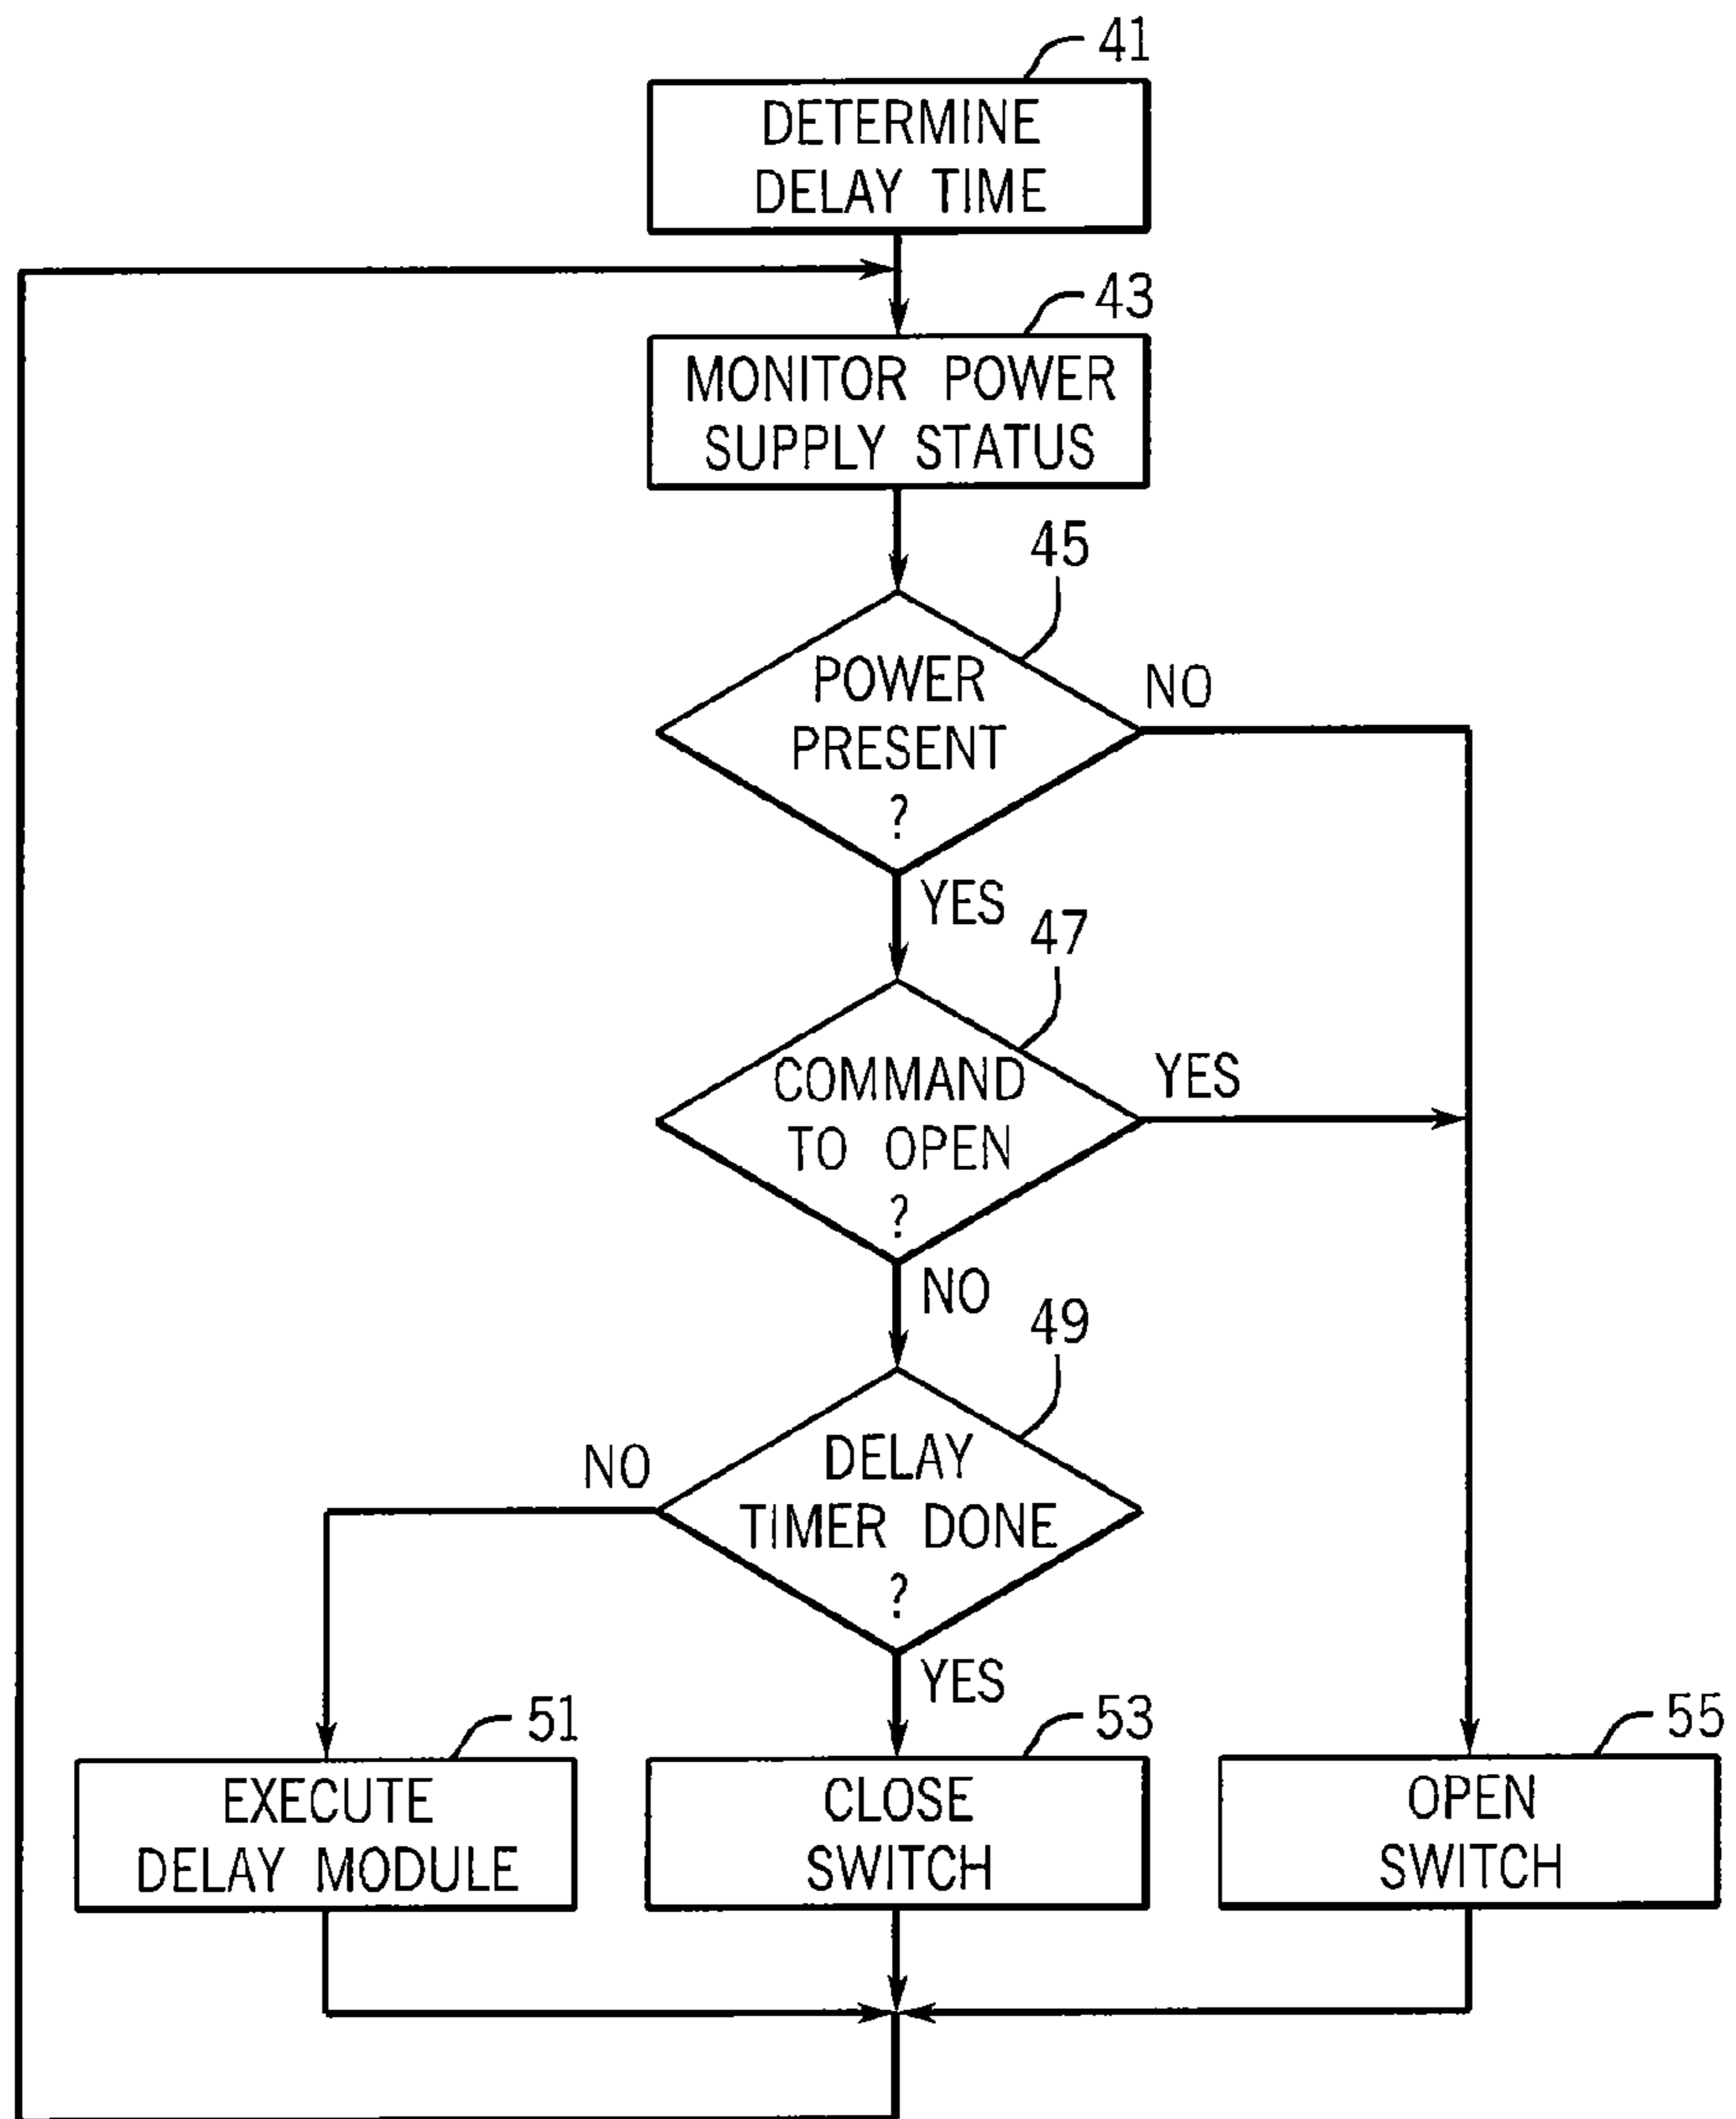 41
DETERMINE
DELAY TIME
43
MONITOR POWER
SUPPLY STATUS
45
POWER
PRESENT
?
NO
YES
47
COMMAND
TO OPEN
?
YES
NO
49
DELAY
TIMER DONE
?
NO
YES
51
EXECUTE
DELAY MODULE
53
CLOSE
SWITCH
55
OPEN
SWITCH